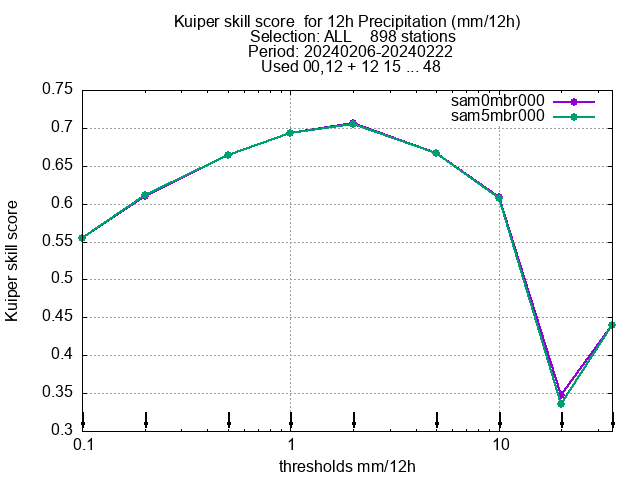 Kuiper skill score  for 12h Precipitation (mm/12h)
Selection: ALL    898 stations
Period: 20240206-20240222
Used 00,12 + 12 15 ... 48
sam0mbr000
sam5mbr000
0.75
0.7
0.65
0.6
0.55
0.5
0.45
0.4
0.35
0.3
Kuiper skill score
0.1 1 10
thresholds mm/12h